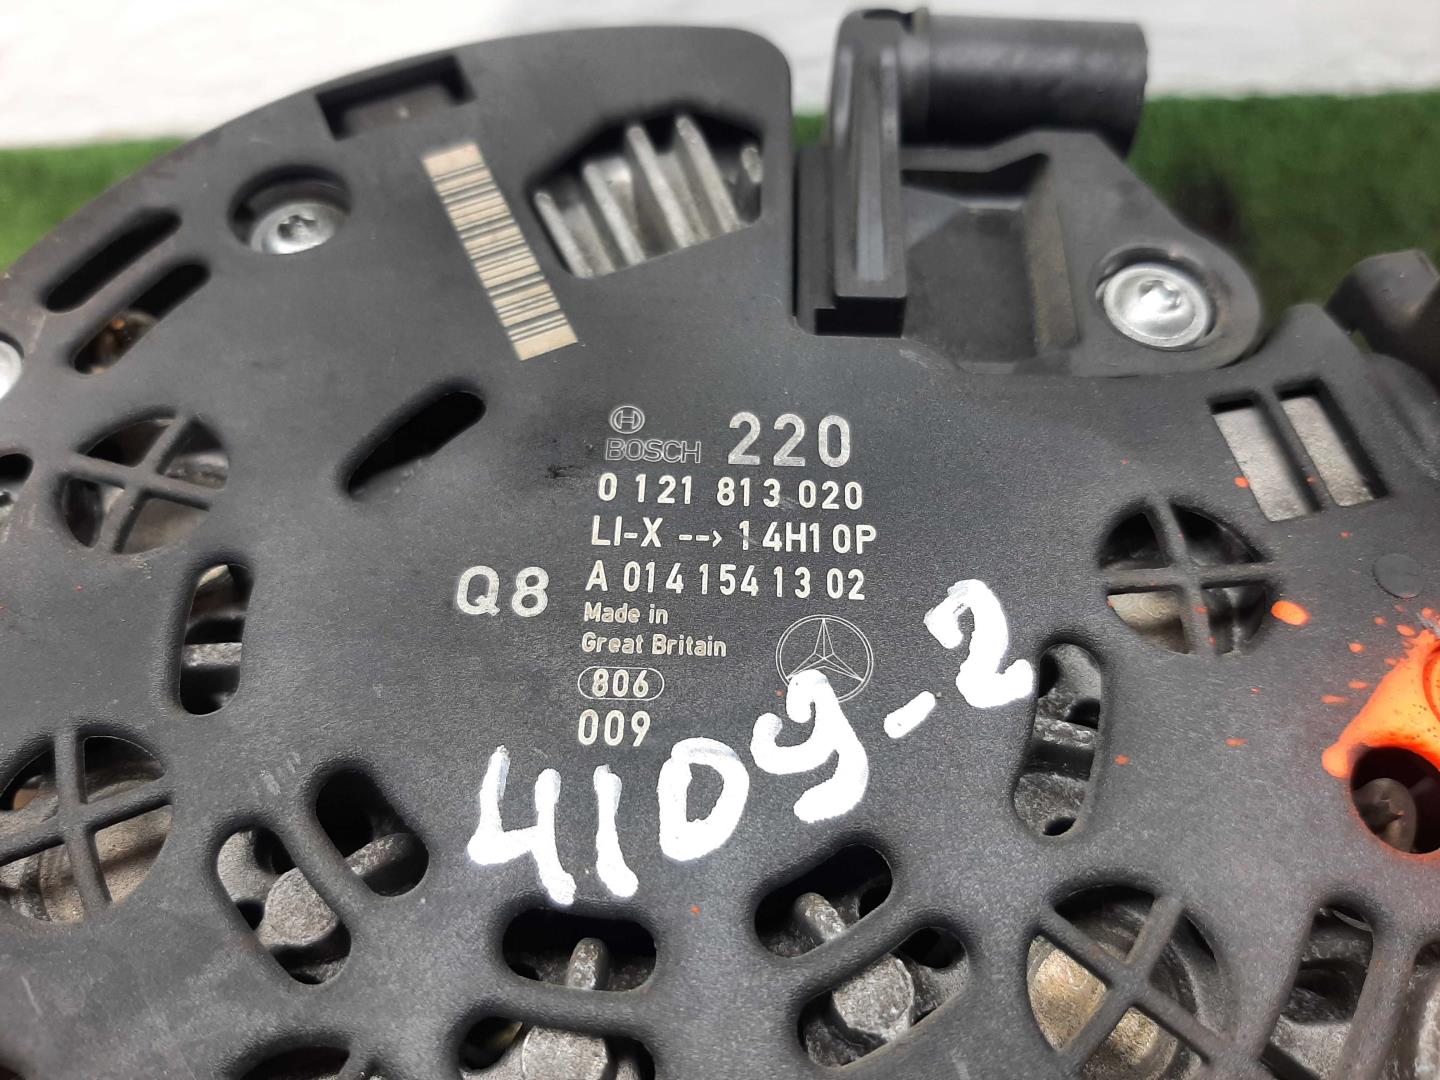 BOSCH 220
0 121 813 020
LI-X --> 14H10P
Q8 A 014 154 13 02
Made in
Great Britain
806
009
4109-2